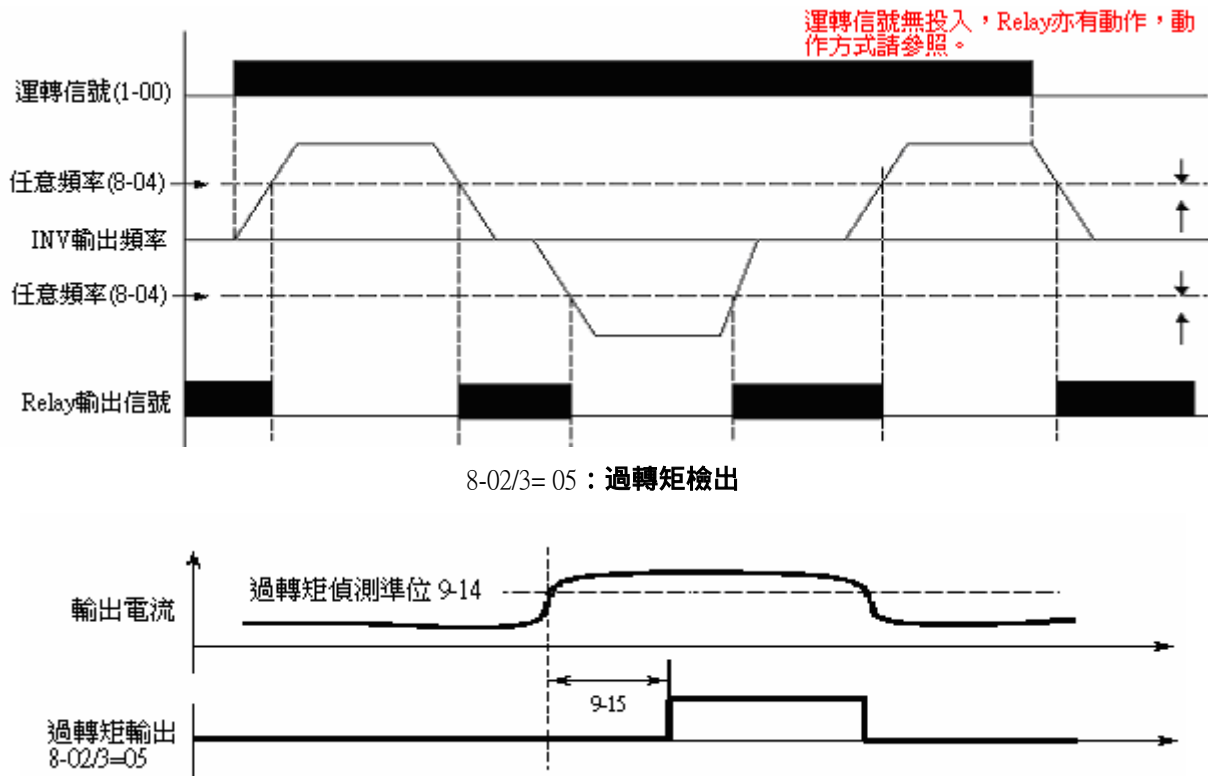 運轉信號無投入，Relay亦有動作，動
作方式請參照。
運轉信號(1-00)
任意頻率(8-04)
INV輸出頻率
任意頻率(8-04)
Relay輸出信號
8-02/3= 05：過轉矩檢出
過轉矩偵測準位 9-14
輸出電流
9-15
過轉矩輸出
8-02/3=05